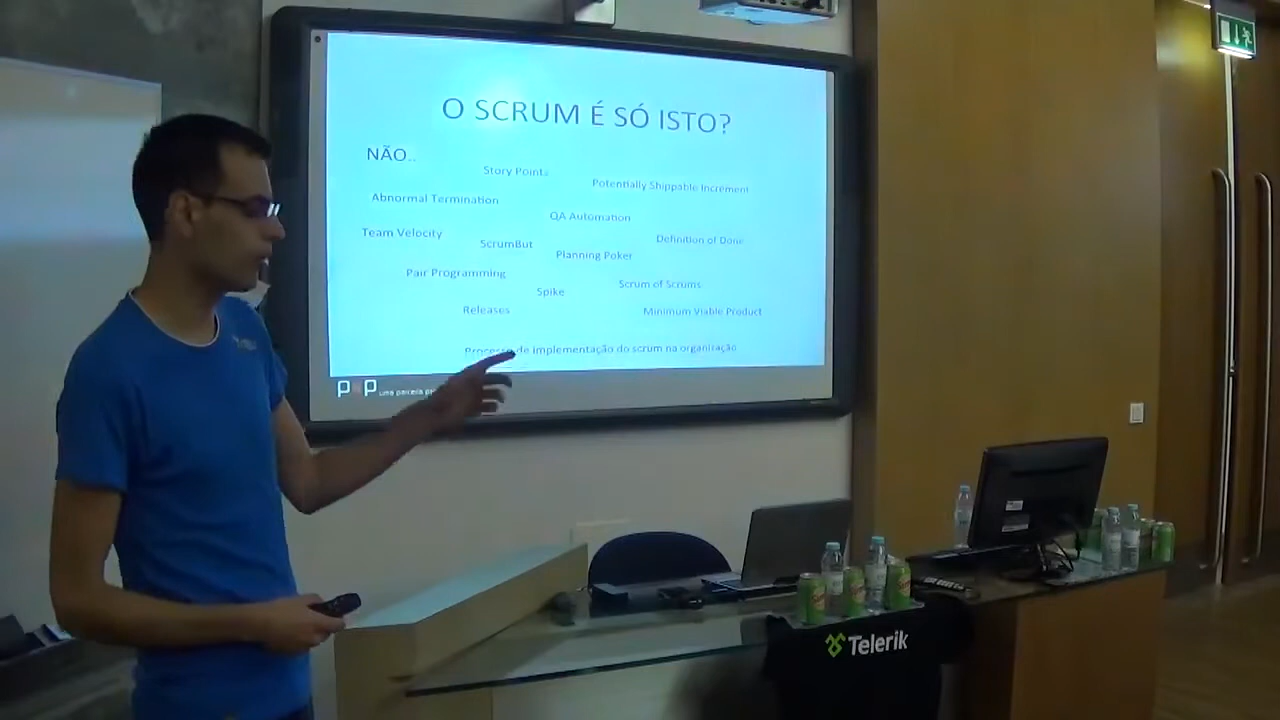 O SCRUM É SÓ ISTO?
NÃO..
Story Points
Potentially Shippable Increment
Abnormal Termination
QA Automation
Team Velocity
ScrumBut
Definition of Done
Planning Poker
Pair Programming
Spike
Scrum of Scrums
Releases
Minimum Viable Product
Processo de implementação do scrum na organização
uma parceria
Telerik